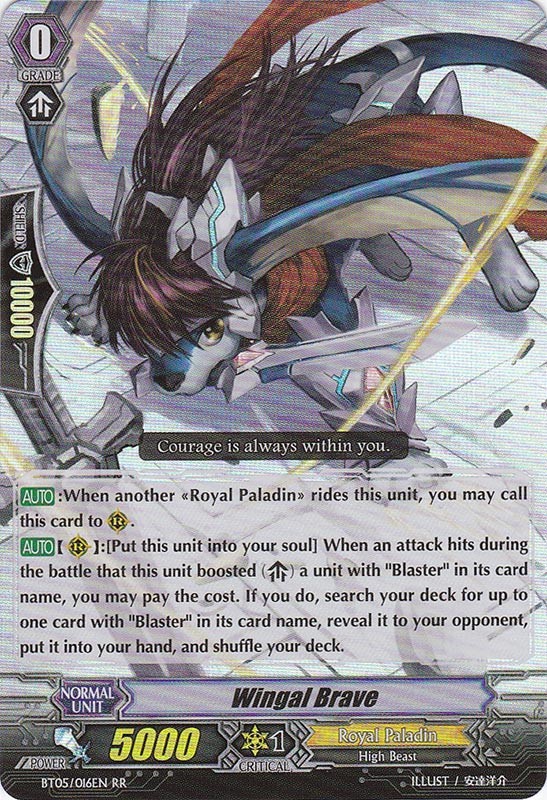 0
GRADE
SHIELD
10000
Courage is always within you.
AUTO:When another «Royal Paladin» rides this unit, you may call
this card to R.
AUTO【R】:[Put this unit into your soul] When an attack hits during
the battle that this unit boosted ( ) a unit with "Blaster" in its card
name, you may pay the cost. If you do, search your deck for up to
one card with "Blaster" in its card name, reveal it to your opponent,
put it into your hand, and shuffle your deck.
NORMAL
UNIT
Wingal Brave
POWER
5000
1
CRITICAL
Royal Paladin
High Beast
BT05/016EN RR
ILLUST / 安達洋介